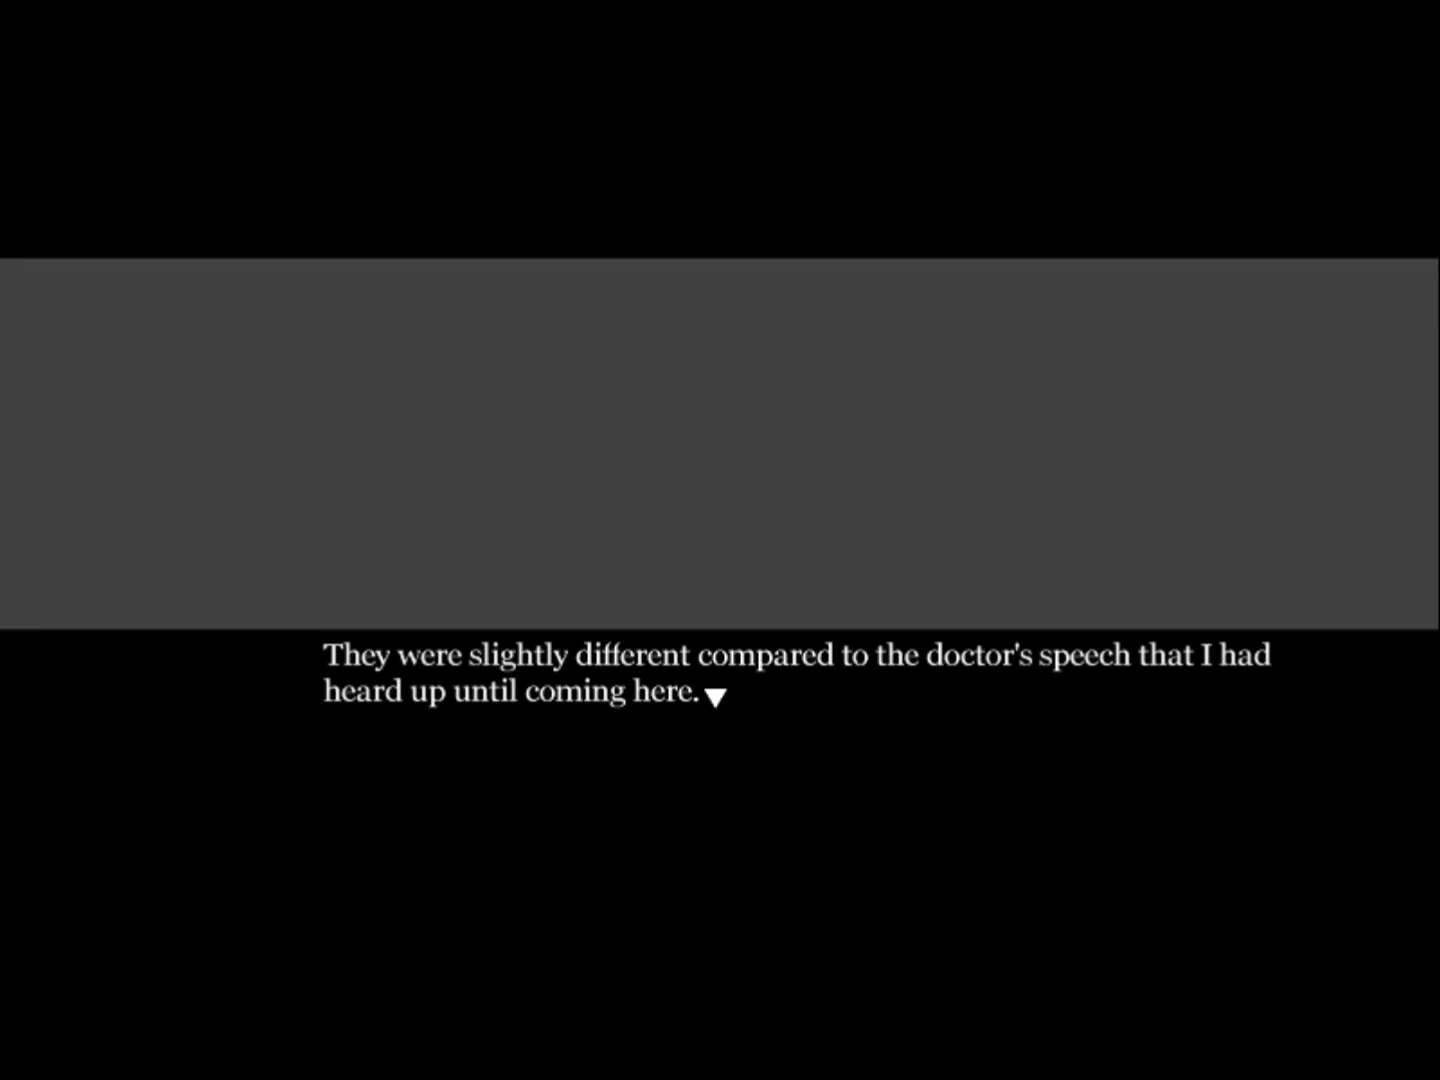 They were slightly different compared to the doctor's speech that I had
heard up until coming here.